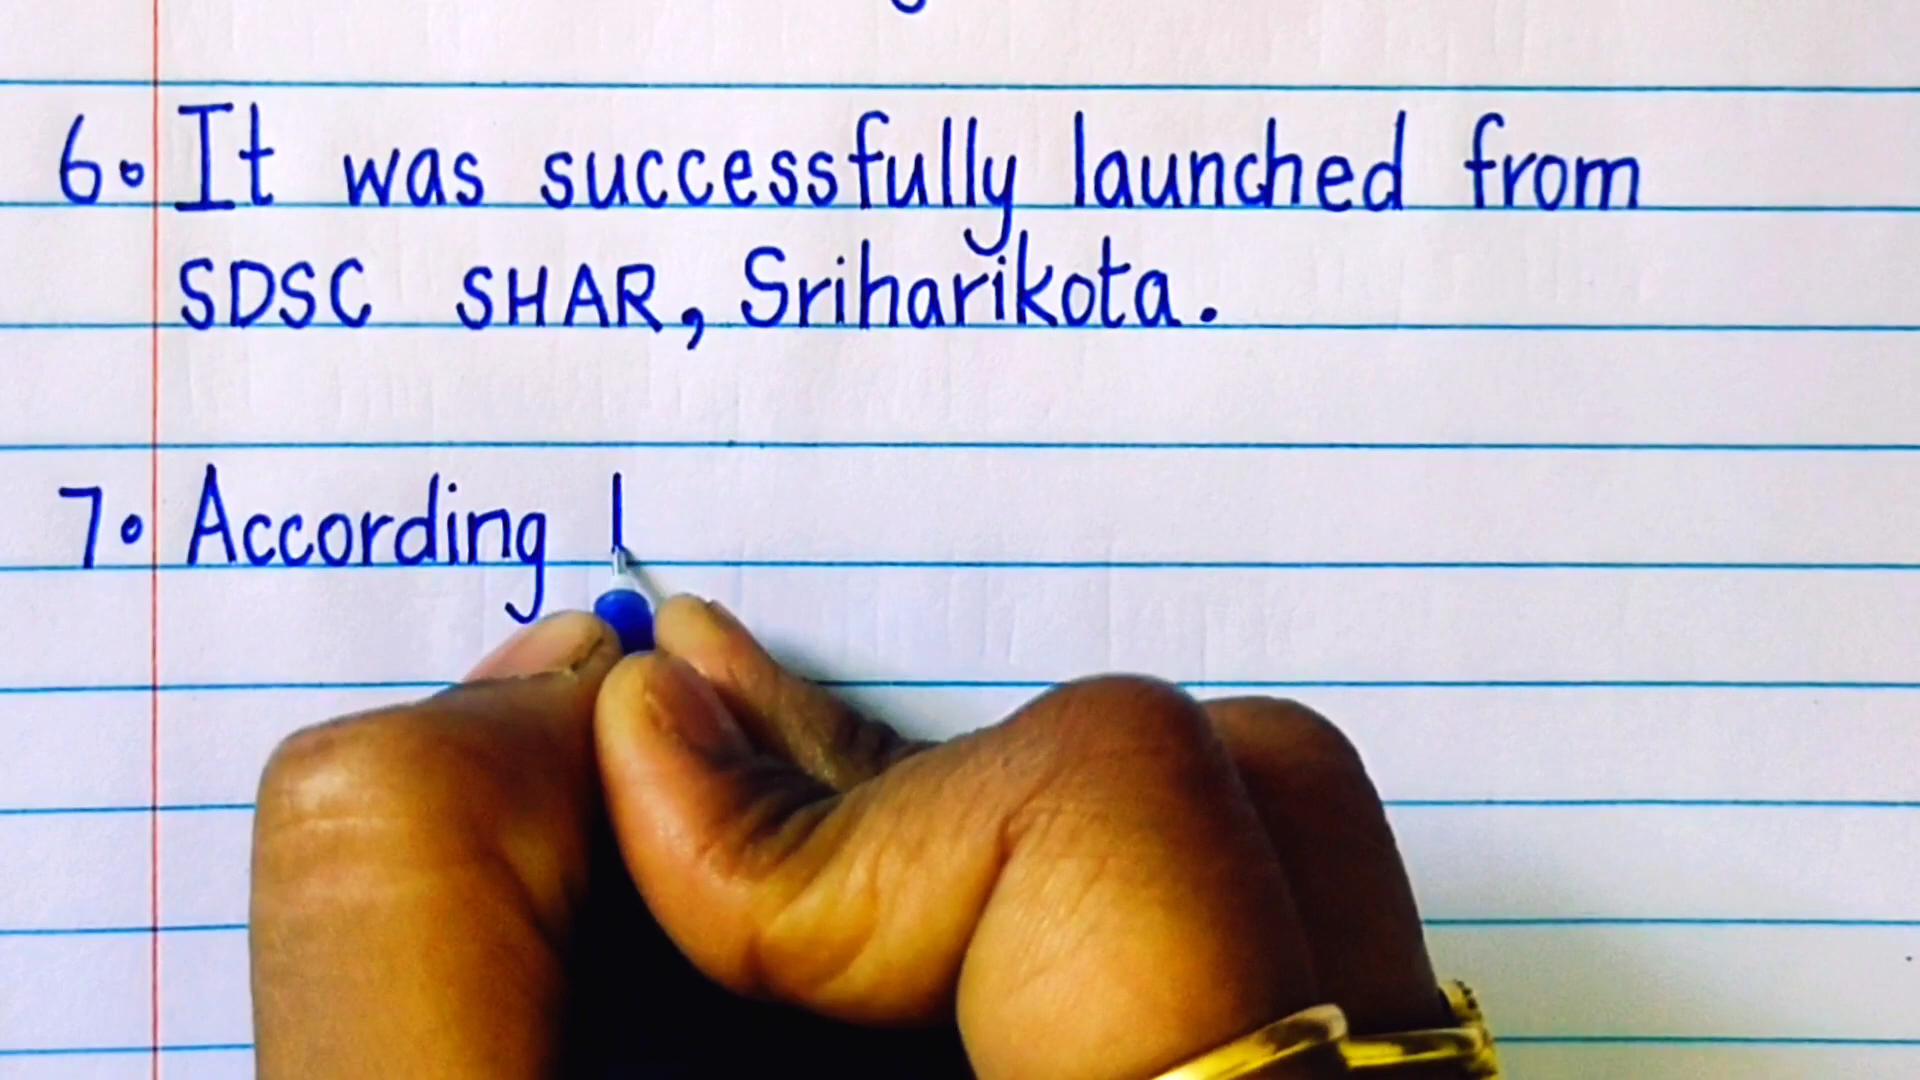 6. It was successfully launched from
SDSC SHAR, Sriharikota.
7. According